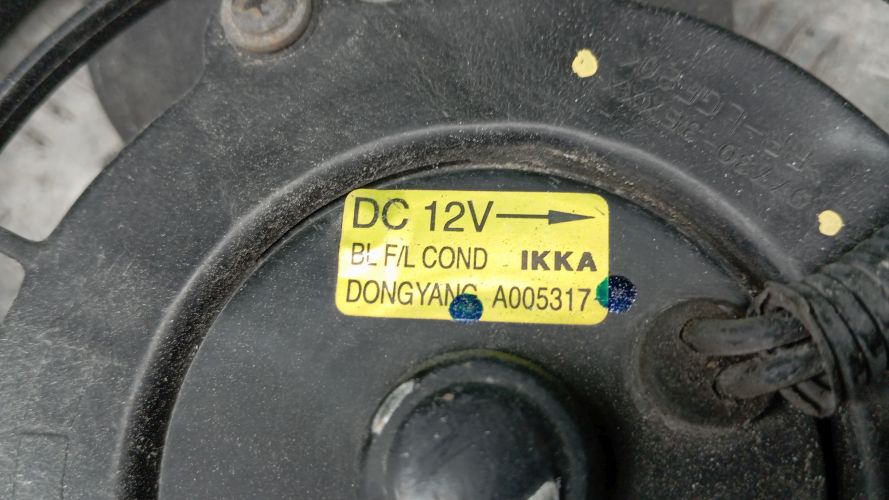 DC 12V
BL F/L COND IKKA
DONGYANG A005317